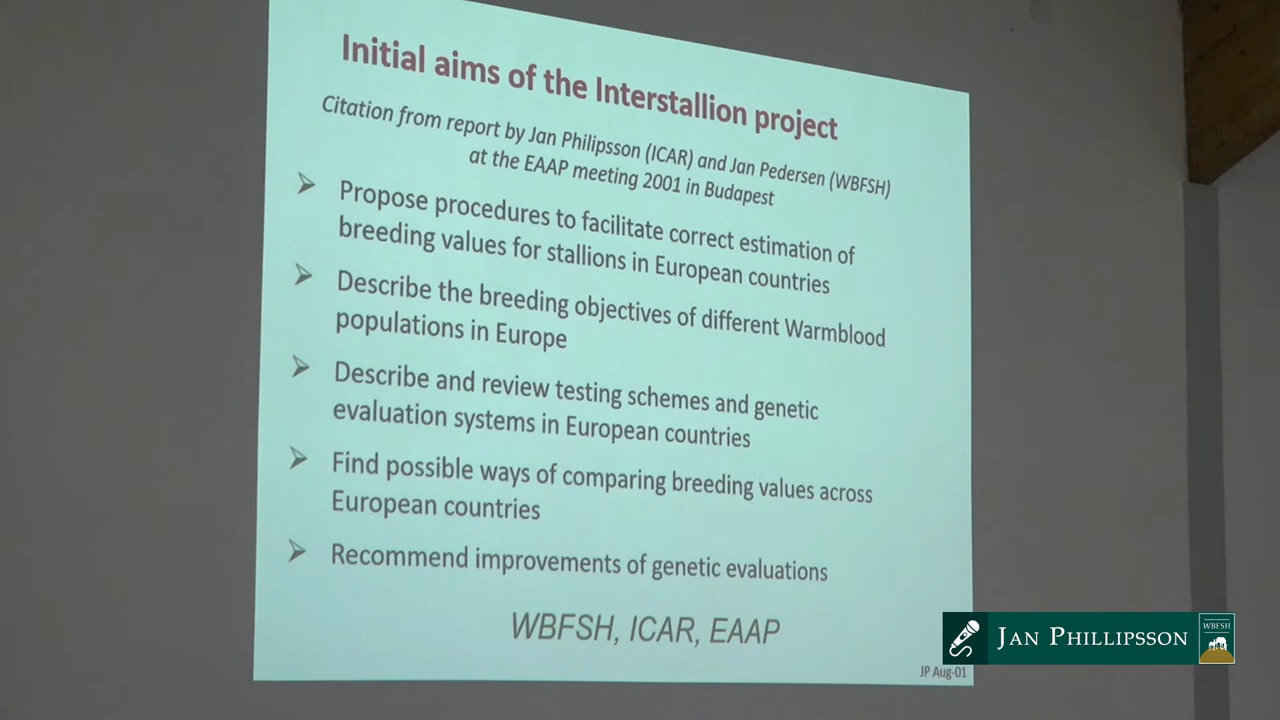 Initial aims of the Interstallion project
Citation from report by Jan Philipsson (ICAR) and Jan Pedersen (WBFSH)
at the EAAP meeting 2001 in Budapest
➢ Propose procedures to facilitate correct estimation of
breeding values for stallions in European countries
➢ Describe the breeding objectives of different Warmblood
populations in Europe
➢ Describe and review testing schemes and genetic
evaluation systems in European countries
➢ Find possible ways of comparing breeding values across
European countries
➢ Recommend improvements of genetic evaluations
WBFSH, ICAR, EAAP
JP Aug-01
JAN PHILLIPSSON
WBFSH